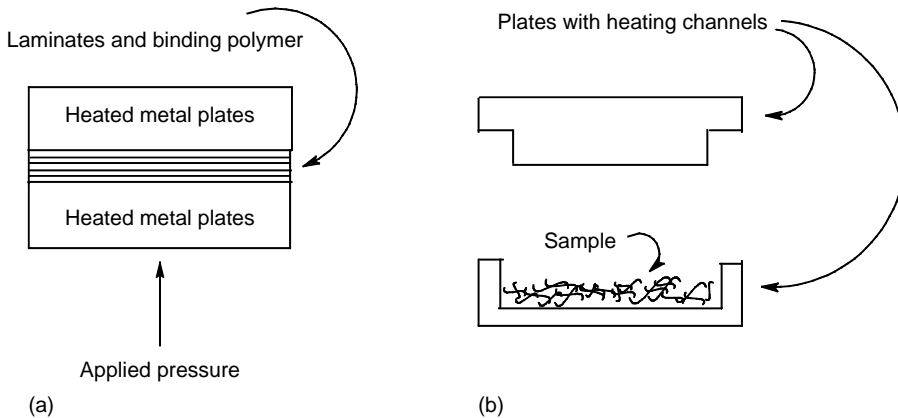 Laminates and binding polymer
Heated metal plates
Heated metal plates
Applied pressure
(a)
Plates with heating channels
Sample
(b)